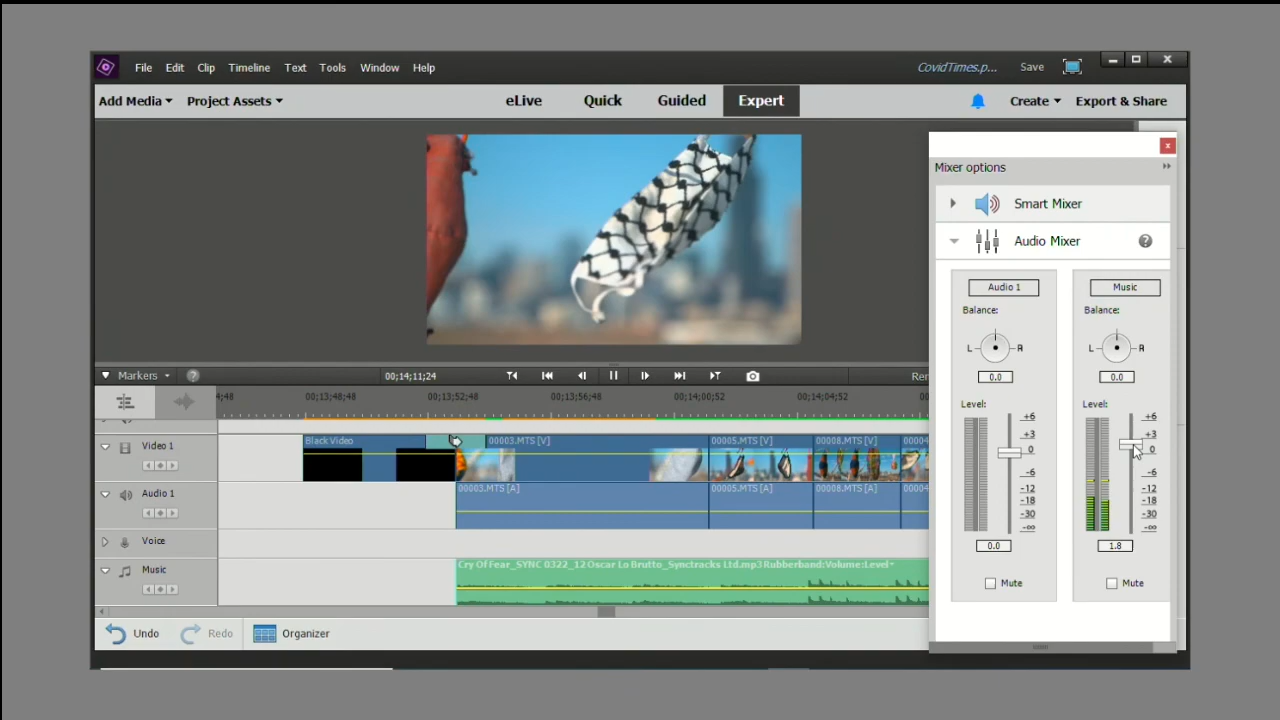 File Edit Clip Timeline Text Tools Window Help CovidTimes.p... Save
Add Media Project Assets eLive Quick Guided Expert Create Export & Share
Mixer options
Smart Mixer
Audio Mixer
Audio 1 Music
Balance: Balance:
L R L R
0.0 0.0
Level: Level:
+6 +6
+3 +3
0 0
-6 -6
-12 -12
-18 -18
-30 -30
-∞ -∞
0.0 1.8
Mute Mute
Markers 00;14;11;24 Ren
;48 00;13;48;48 00;13;52;48 00;13;56;48 00;14;00;52 00;14;04;52 00
Video 1 Black Video 00003.MTS [V] 00005.MTS [V] 00008.MTS [V] 00004
Audio 1 00003.MTS [A] 00005.MTS [A] 00008.MTS [A] 00004
Voice
Music Cry Of Fear_SYNC 0322_12 Oscar Lo Brutto_Synctracks Ltd.mp3 Rubberband:Volume:Level
Undo Redo Organizer